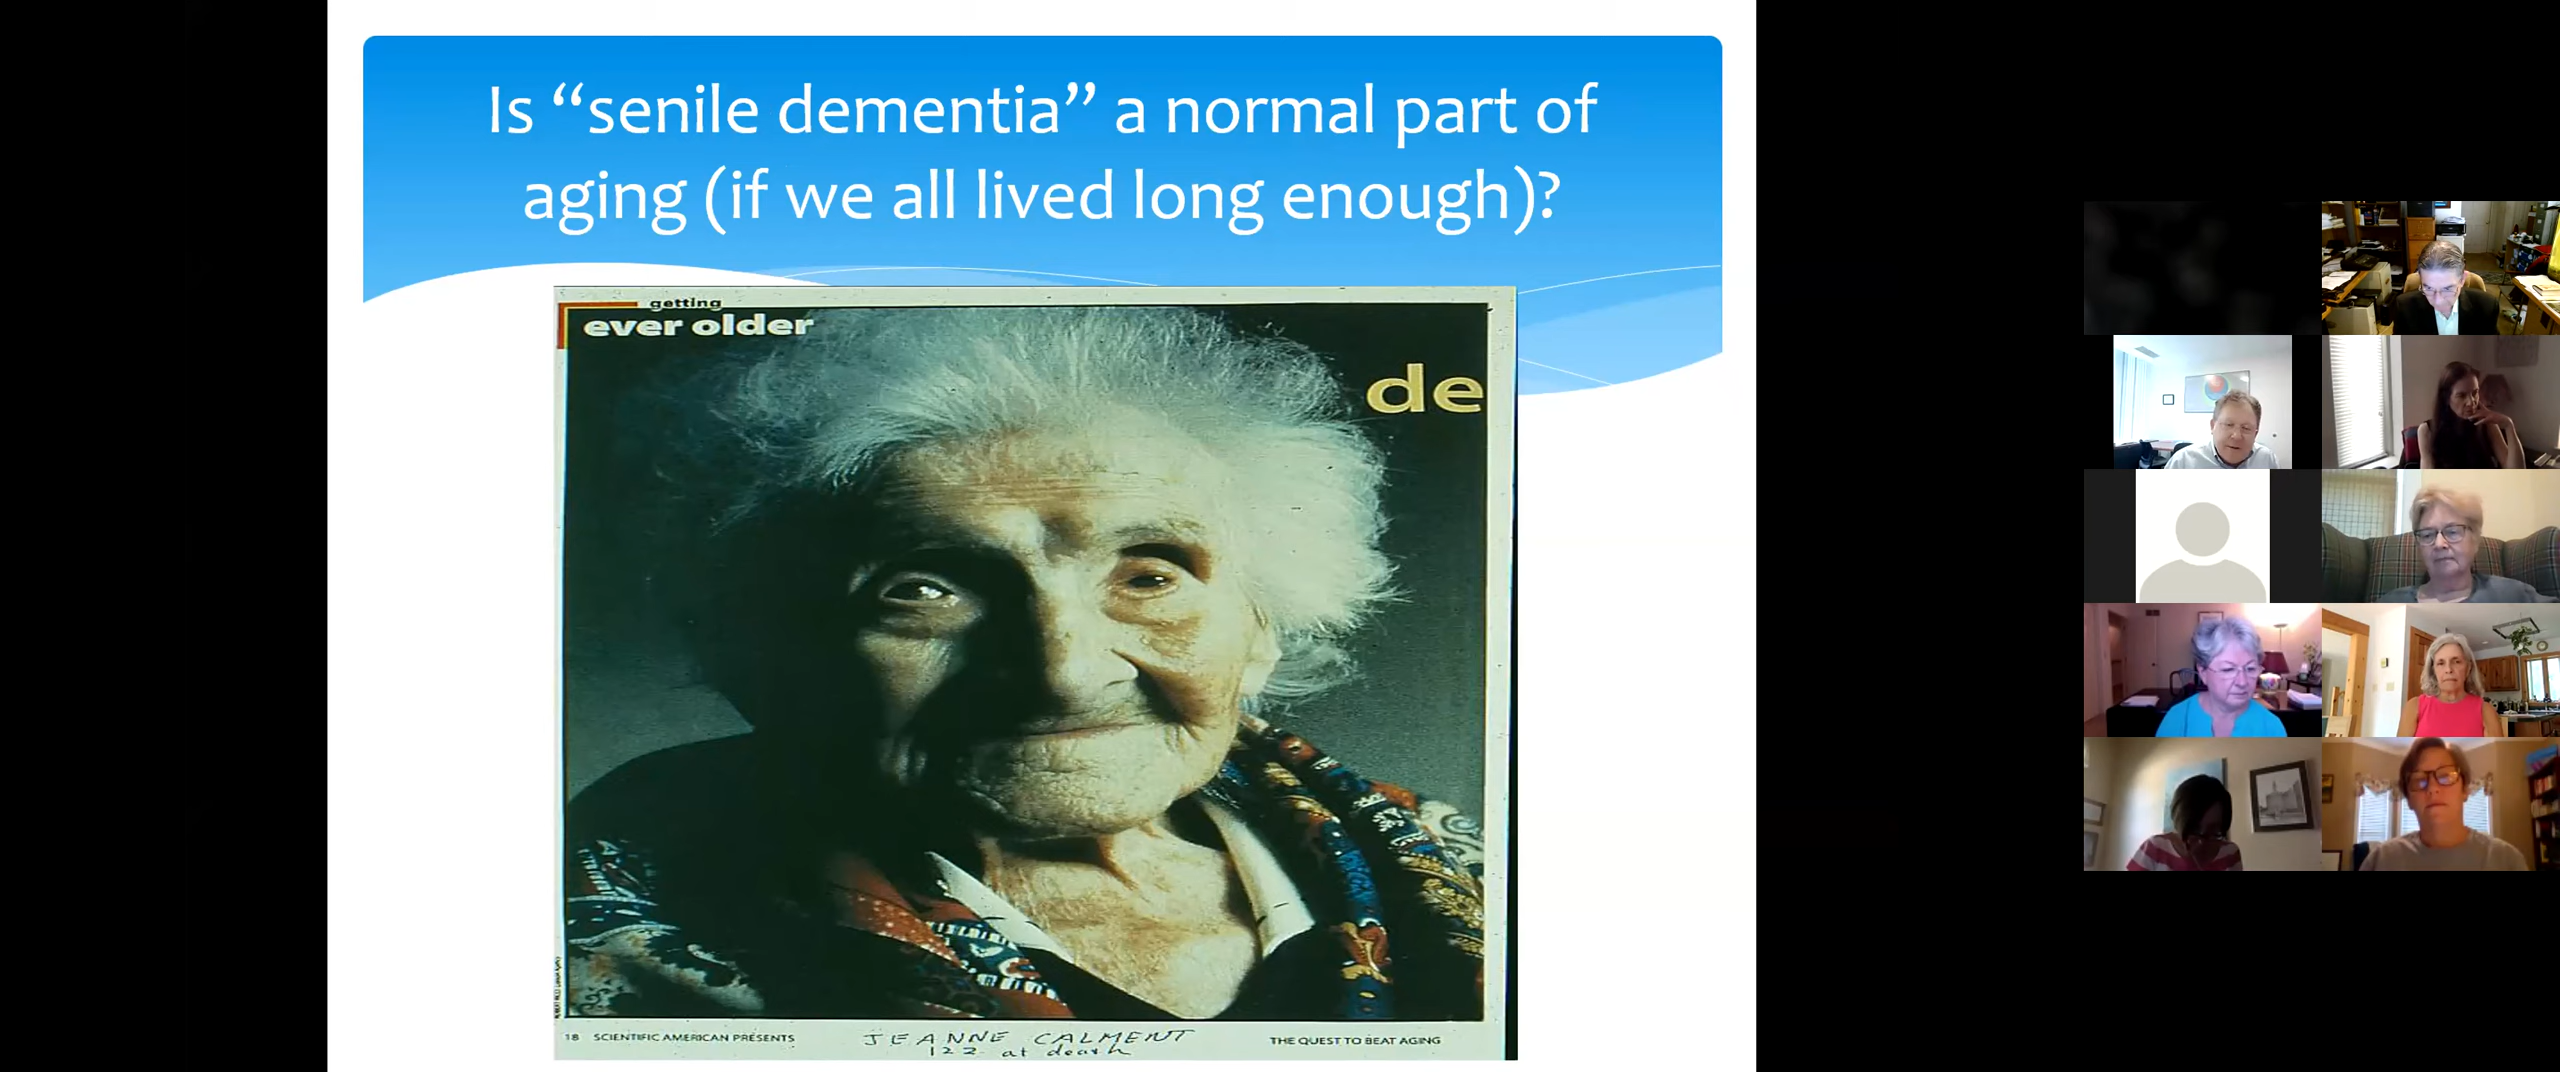 Is “senile dementia” a normal part of
aging (if we all lived long enough)?
getting
ever older
de
18 SCIENTIFIC AMERICAN PRESENTS
JEANNE CALMENT
122 at death
THE QUEST TO BEAT AGING